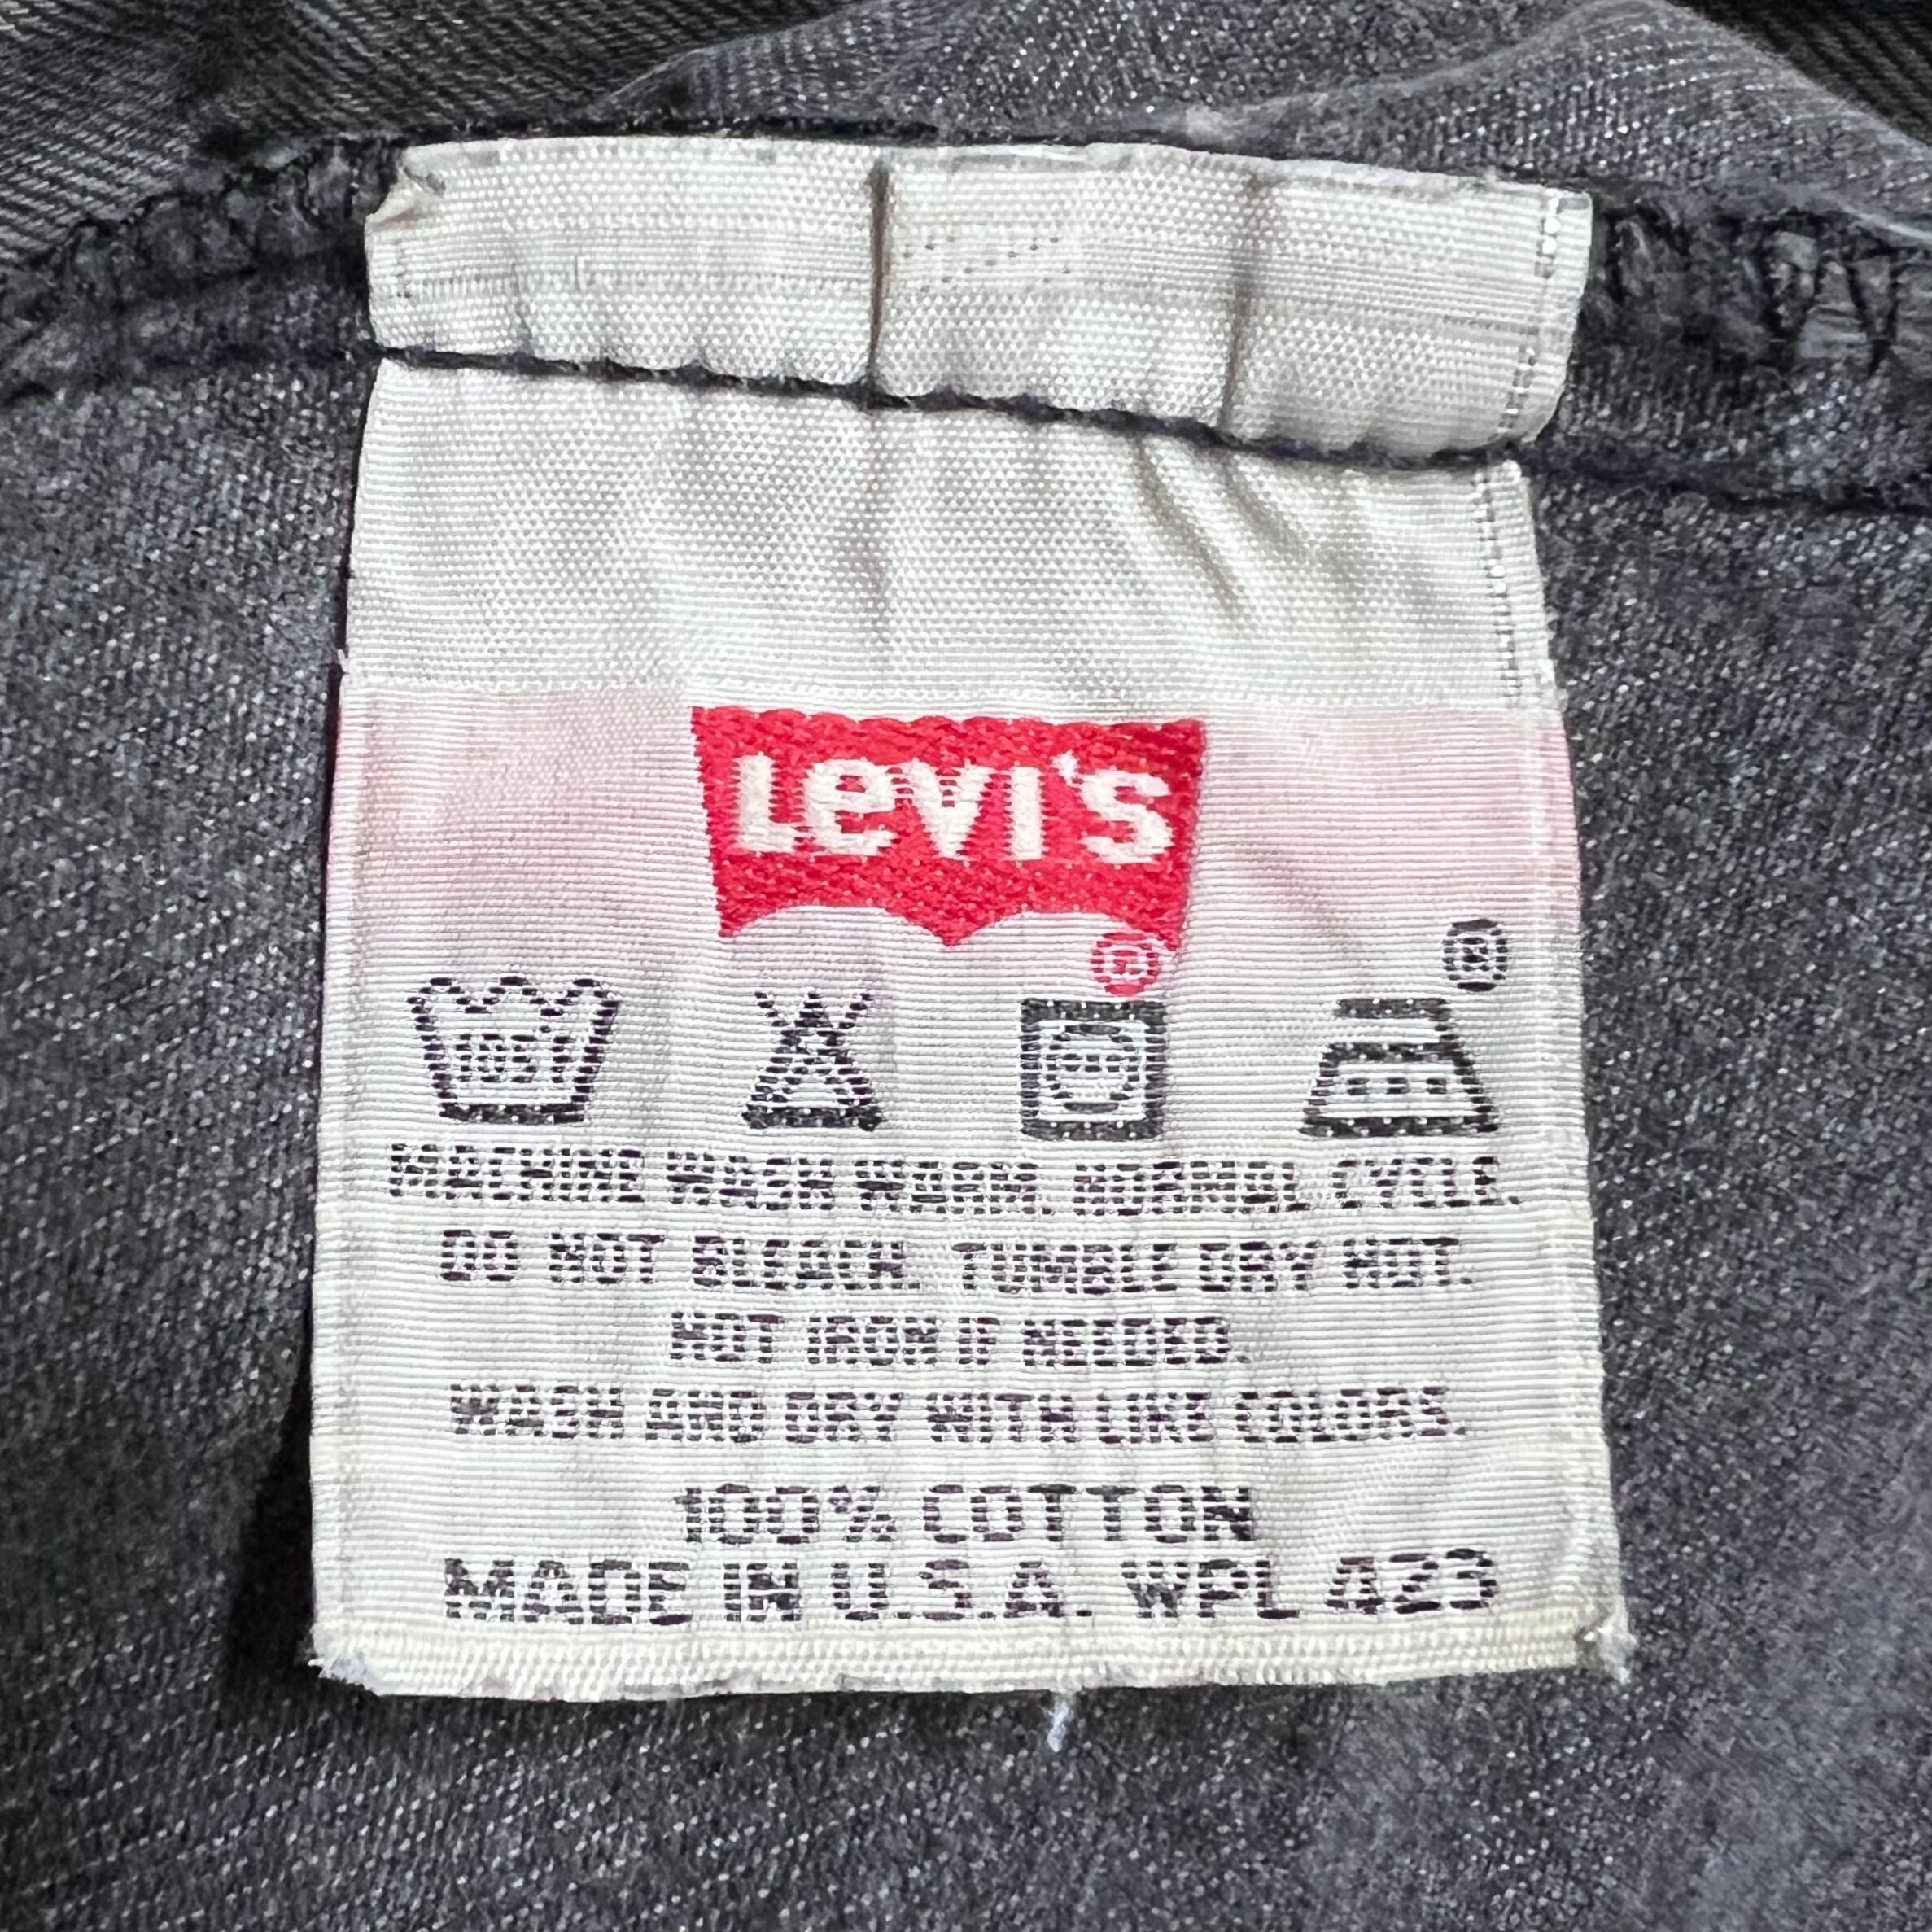 Levi's
®
®
105F
MACHINE WASH WARM, NORMAL CYCLE.
DO NOT BLEACH. TUMBLE DRY HOT.
HOT IRON IF NEEDED.
WASH AND DRY WITH LIKE COLORS.
100% COTTON
MADE IN U.S.A. WPL 423